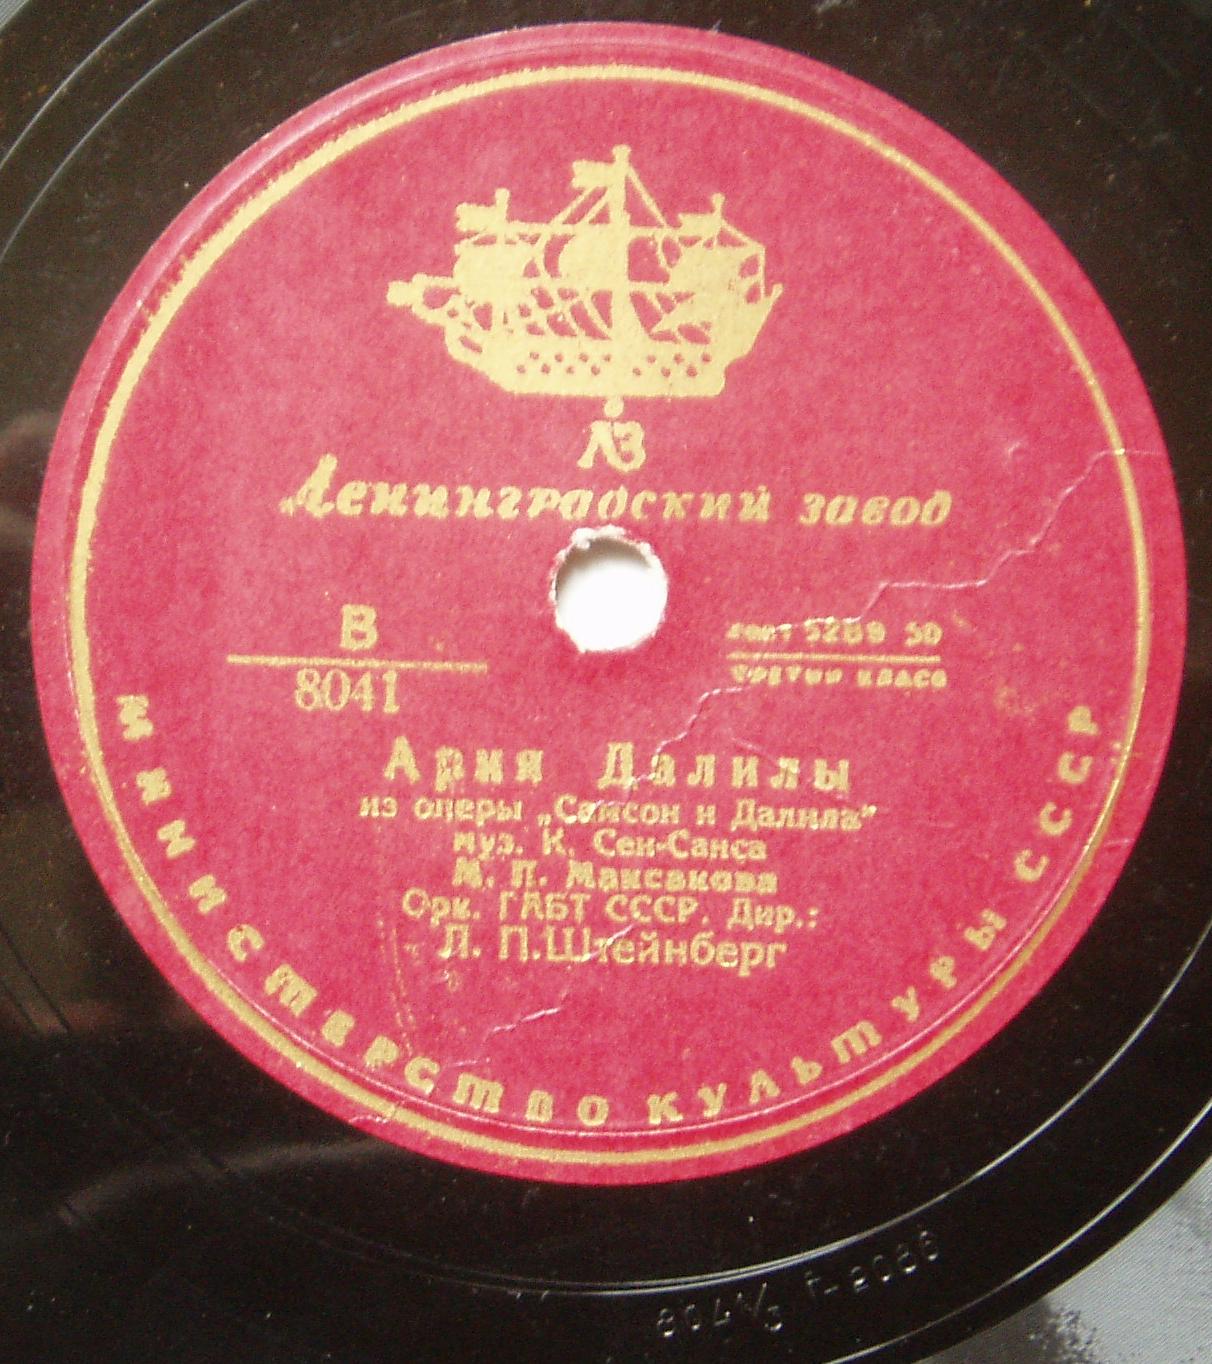 ЛЗ
„Ленинградский завод
В
8041
ГОСТ 5289 50
ТРЕТИЙ КЛАСС
Ария Далилы
из оперы „Самсон и Далила"
муз. К. Сен-Санса
М. П. Максакова
Орк. ГАБТ СССР. Дир.:
Л. П.Штейнберг
МИНИСТЕРСТВО КУЛЬТУРЫ СССР